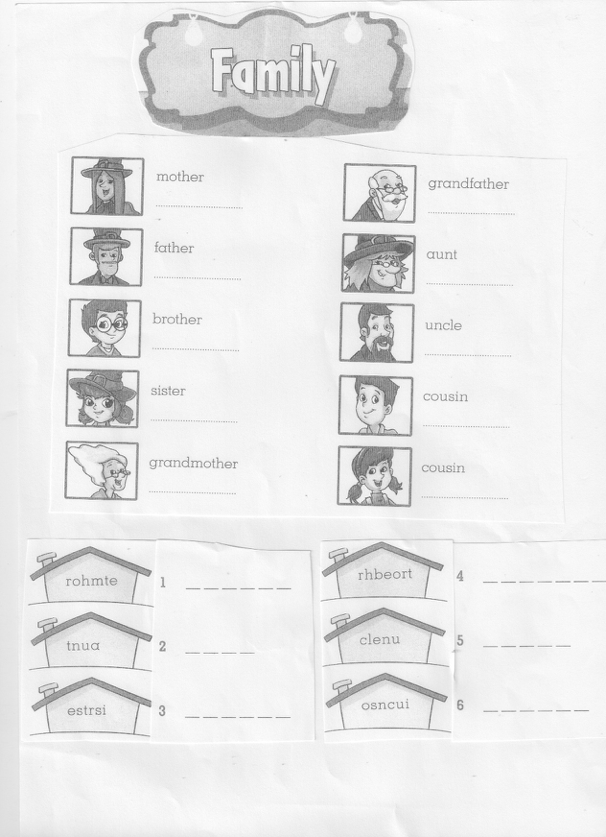 Family
mother
father
brother
sister
grandmother
grandfather
aunt
uncle
cousin
cousin
rohmte 1
tnua 2
estrsi 3
rhbeort 4
clenu 5
osncui 6